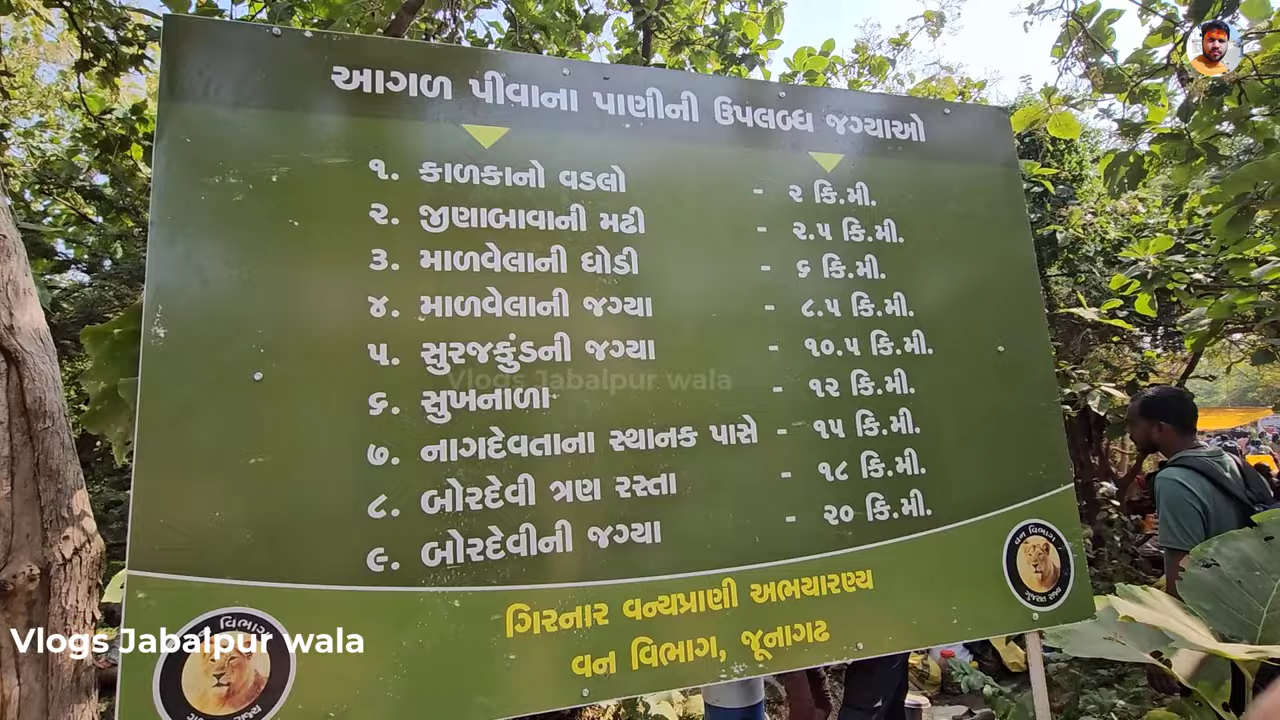 આગળ પીવાના પાણીની ઉપલબ્ધ જગ્યાઓ
૧. કાળકાનો વડલો - ૨ કિ.મી.
૨. જીણાબાવાની મઢી - ૨.૫ કિ.મી.
૩. માળવેલાની ઘોડી - ૬ કિ.મી.
૪. માળવેલાની જગ્યા - ૮.૫ કિ.મી.
૫. સુરજકુંડની જગ્યા - ૧૦.૫ કિ.મી.
Vlogs Jabalpur wala
૬. સુખનાળા - ૧૨ કિ.મી.
૭. નાગદેવતાના સ્થાનક પાસે - ૧૫ કિ.મી.
૮. બોરદેવી ત્રણ રસ્તા - ૧૮ કિ.મી.
૯. બોરદેવીની જગ્યા - ૨૦ કિ.મી.
વન વિભાગ
ગુજરાત રાજ્ય
ગિરનાર વન્યપ્રાણી અભયારણ્ય
વન વિભાગ, જૂનાગઢ
વિભાગ
Vlogs Jabalpur wala